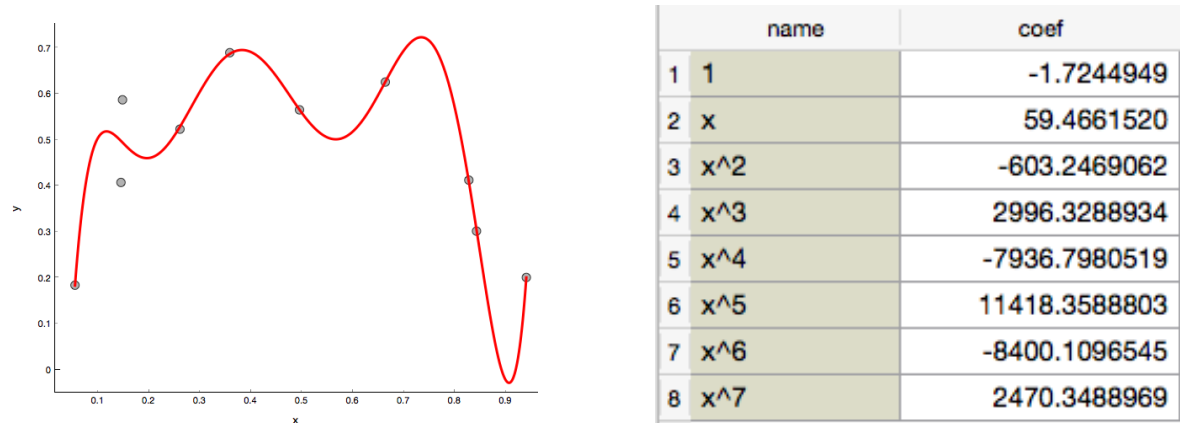 0.7
0.6
0.5
0.4
0.3
0.2
0.1
0
y
0.1 0.2 0.3 0.4 0.5 0.6 0.7 0.8 0.9
x
name coef
1 1 -1.7244949
2 x 59.4661520
3 x^2 -603.2469062
4 x^3 2996.3288934
5 x^4 -7936.7980519
6 x^5 11418.3588803
7 x^6 -8400.1096545
8 x^7 2470.3488969